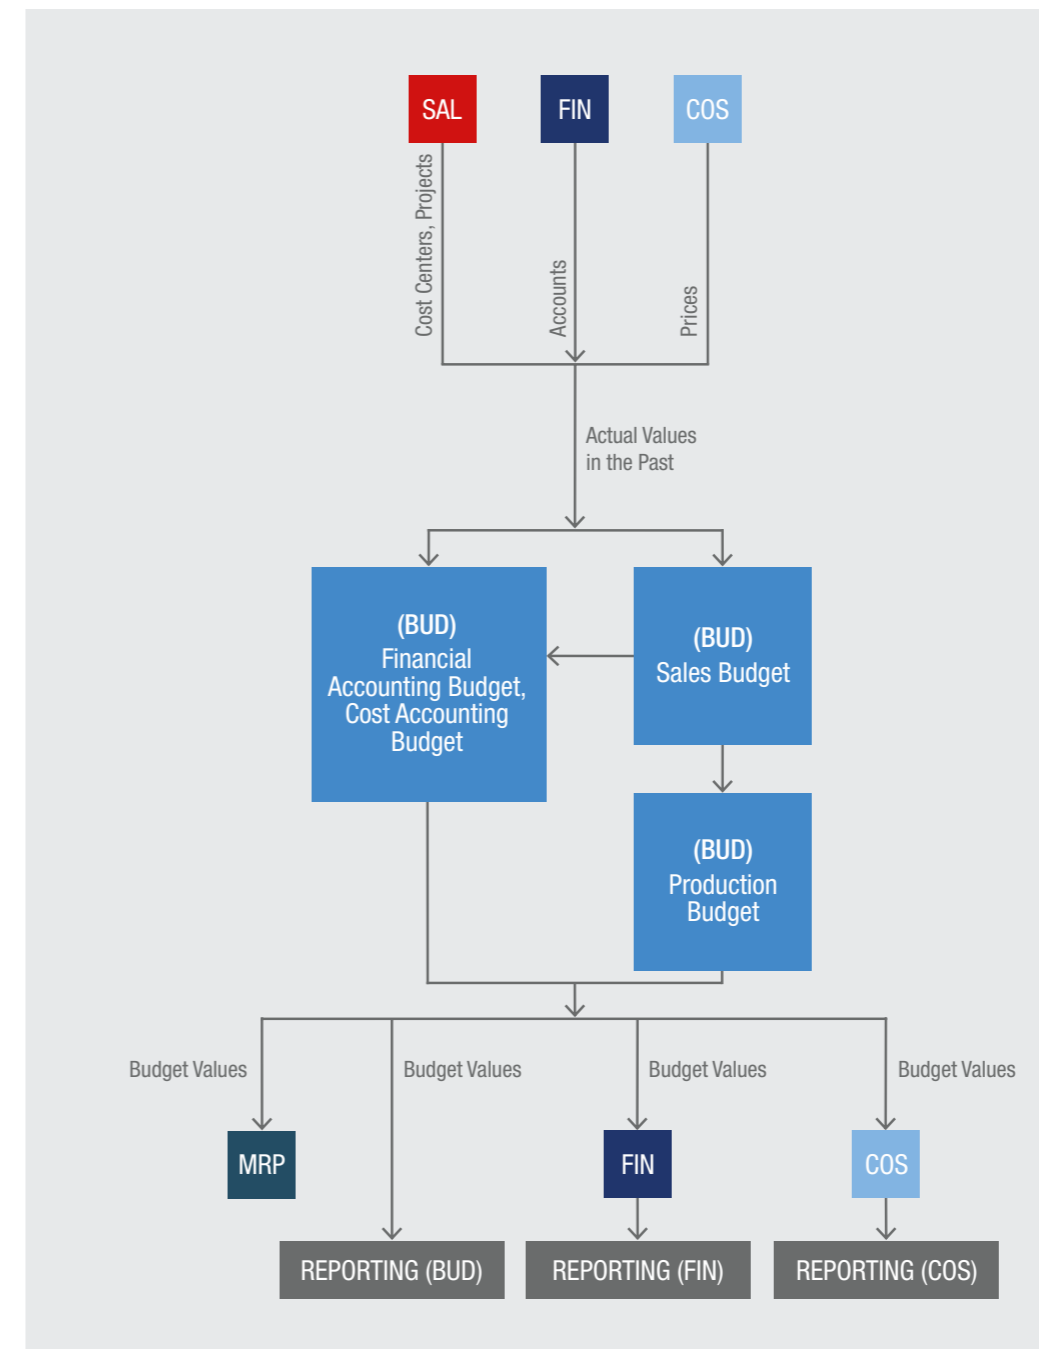 SAL
FIN
COS
Cost Centers, Projects
Accounts
Prices
Actual Values
in the Past
(BUD)
Financial
Accounting Budget,
Cost Accounting
Budget
(BUD)
Sales Budget
(BUD)
Production
Budget
Budget Values
Budget Values
Budget Values
Budget Values
MRP
FIN
COS
REPORTING (BUD)
REPORTING (FIN)
REPORTING (COS)